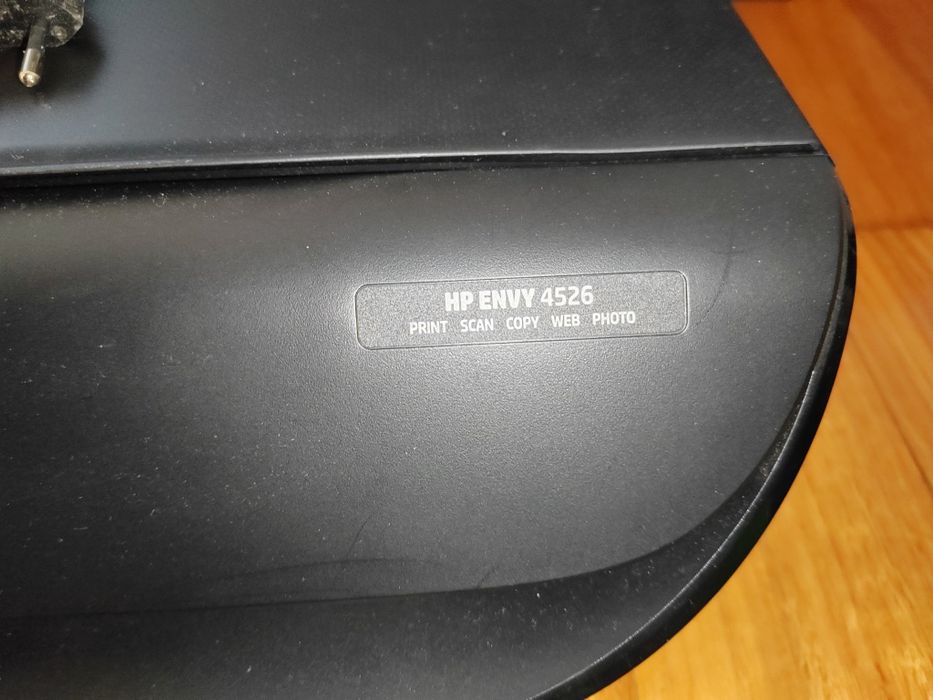 HP ENVY 4526
PRINT SCAN COPY WEB PHOTO